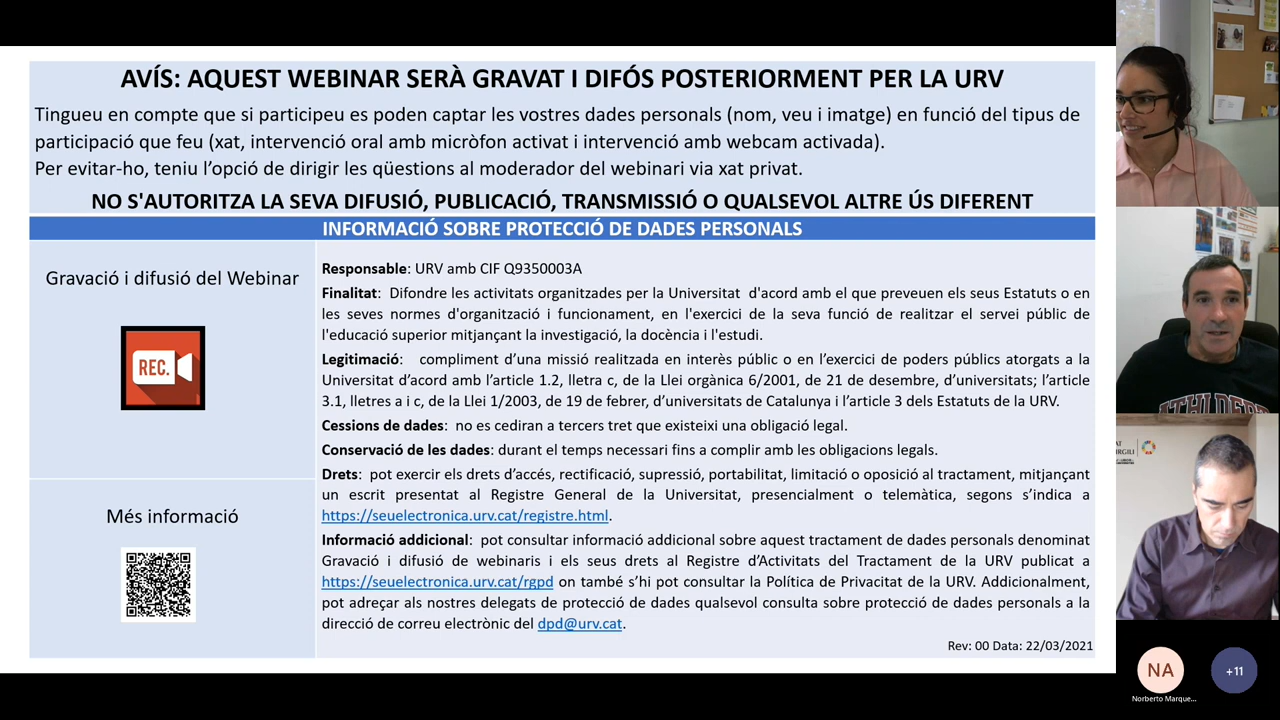 AVÍS: AQUEST WEBINAR SERÀ GRAVAT I DIFÓS POSTERIORMENT PER LA URV
Tingueu en compte que si participeu es poden captar les vostres dades personals (nom, veu i imatge) en funció del tipus de
participació que feu (xat, intervenció oral amb micròfon activat i intervenció amb webcam activada).
Per evitar-ho, teniu l’opció de dirigir les qüestions al moderador del webinari via xat privat.
NO S'AUTORITZA LA SEVA DIFUSIÓ, PUBLICACIÓ, TRANSMISSIÓ O QUALSEVOL ALTRE ÚS DIFERENT
INFORMACIÓ SOBRE PROTECCIÓ DE DADES PERSONALS
Gravació i difusió del Webinar
REC.
Més informació
Responsable: URV amb CIF Q9350003A
Finalitat: Difondre les activitats organitzades per la Universitat d'acord amb el que preveuen els seus Estatuts o en
les seves normes d'organització i funcionament, en l'exercici de la seva funció de realitzar el servei públic de
l'educació superior mitjançant la investigació, la docència i l'estudi.
Legitimació: compliment d’una missió realitzada en interès públic o en l’exercici de poders públics atorgats a la
Universitat d’acord amb l’article 1.2, lletra c, de la Llei orgànica 6/2001, de 21 de desembre, d’universitats; l’article
3.1, lletres a i c, de la Llei 1/2003, de 19 de febrer, d’universitats de Catalunya i l’article 3 dels Estatuts de la URV.
Cessions de dades: no es cediran a tercers tret que existeixi una obligació legal.
Conservació de les dades: durant el temps necessari fins a complir amb les obligacions legals.
Drets: pot exercir els drets d’accés, rectificació, supressió, portabilitat, limitació o oposició al tractament, mitjançant
un escrit presentat al Registre General de la Universitat, presencialment o telemàtica, segons s’indica a
https://seuelectronica.urv.cat/registre.html.
Informació addicional: pot consultar informació addicional sobre aquest tractament de dades personals denominat
Gravació i difusió de webinaris i els seus drets al Registre d’Activitats del Tractament de la URV publicat a
https://seuelectronica.urv.cat/rgpd on també s’hi pot consultar la Política de Privacitat de la URV. Addicionalment,
pot adreçar als nostres delegats de protecció de dades qualsevol consulta sobre protecció de dades personals a la
direcció de correu electrònic del dpd@urv.cat.
Rev: 00 Data: 22/03/2021
NA
+11
Norberto Marque...